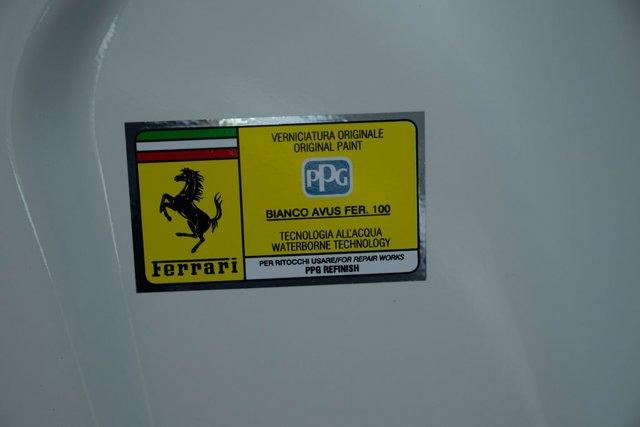 VERNICIATURA ORIGINALE
ORIGINAL PAINT
PPG
BIANCO AVUS FER. 100
TECNOLOGIA ALL'ACQUA
WATERBORNE TECHNOLOGY
Ferrari
PER RITOCCHI USARE/FOR REPAIR WORKS
PPG REFINISH